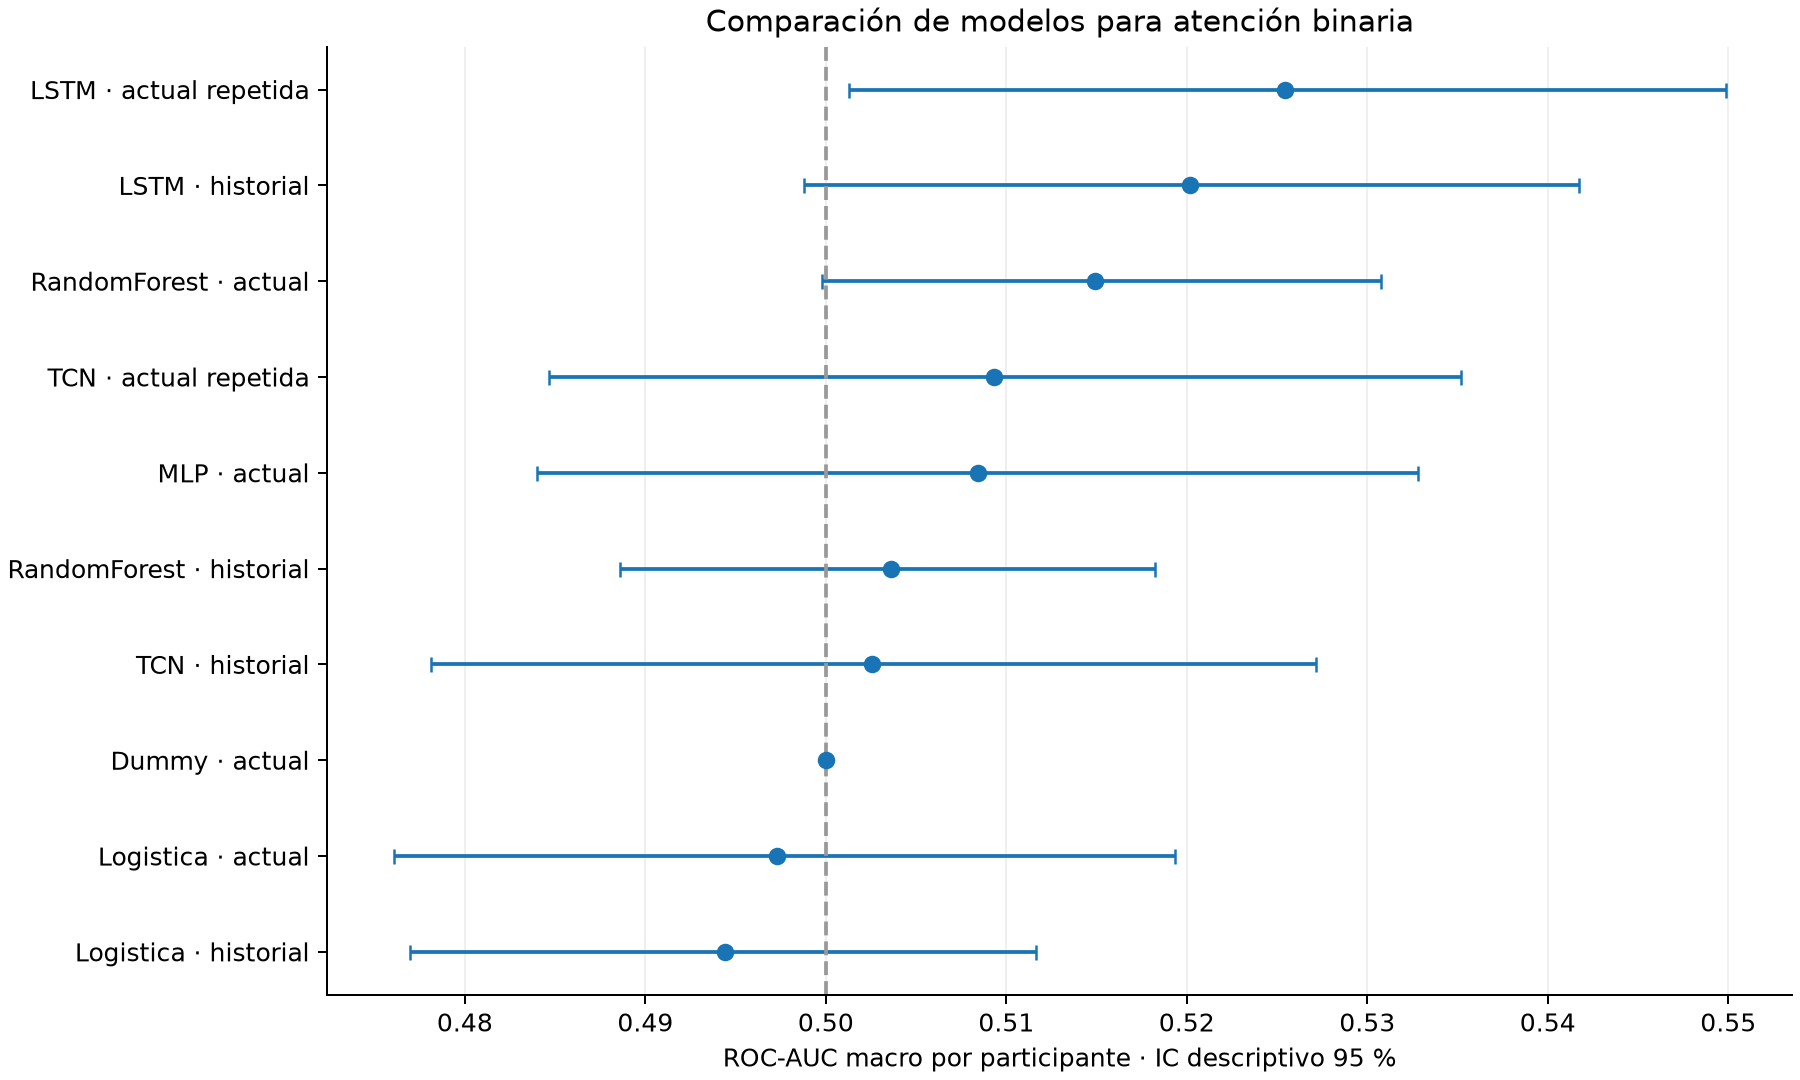 Comparación de modelos para atención binaria
LSTM · actual repetida
LSTM · historial
RandomForest · actual
TCN · actual repetida
MLP · actual
RandomForest · historial
TCN · historial
Dummy · actual
Logistica · actual
Logistica · historial
0.48 0.49 0.50 0.51 0.52 0.53 0.54 0.55
ROC-AUC macro por participante · IC descriptivo 95 %